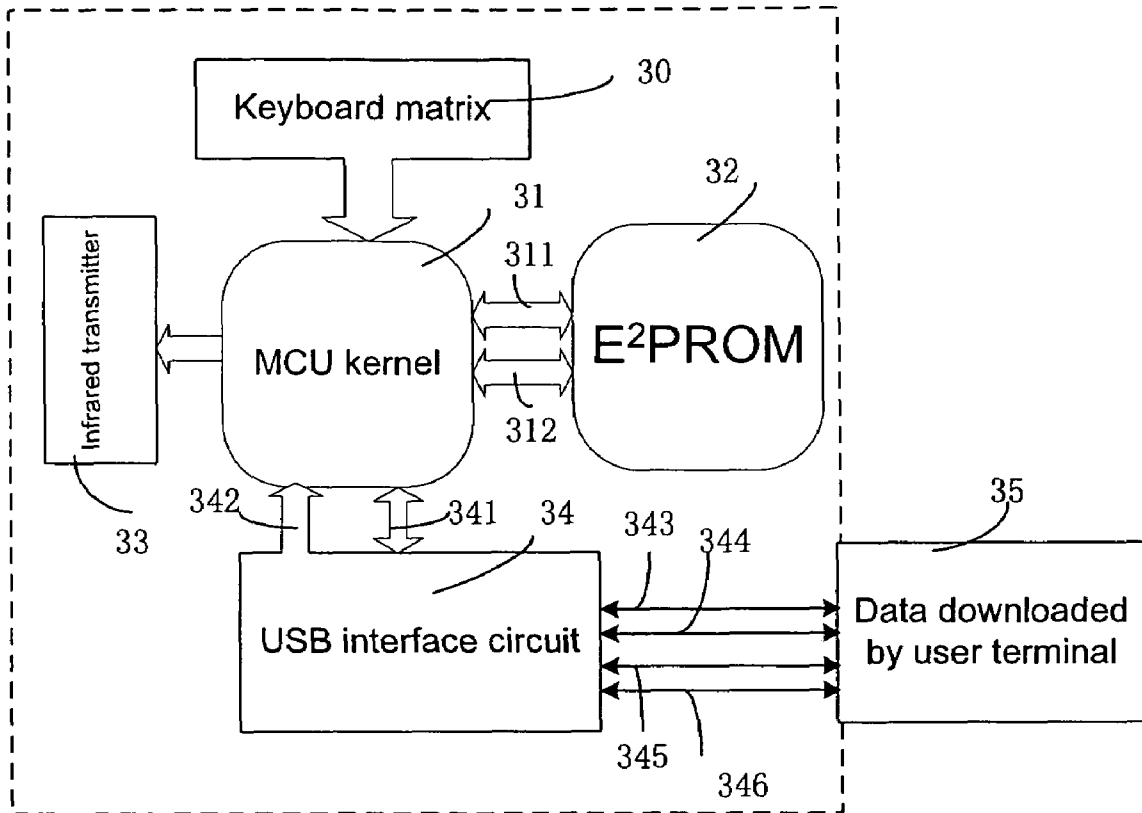 30
Keyboard matrix
31
32
311
Infrared transmitter
MCU kernel
E²PROM
312
33
342
341
34
343
344
35
USB interface circuit
Data downloaded
by user terminal
345
346